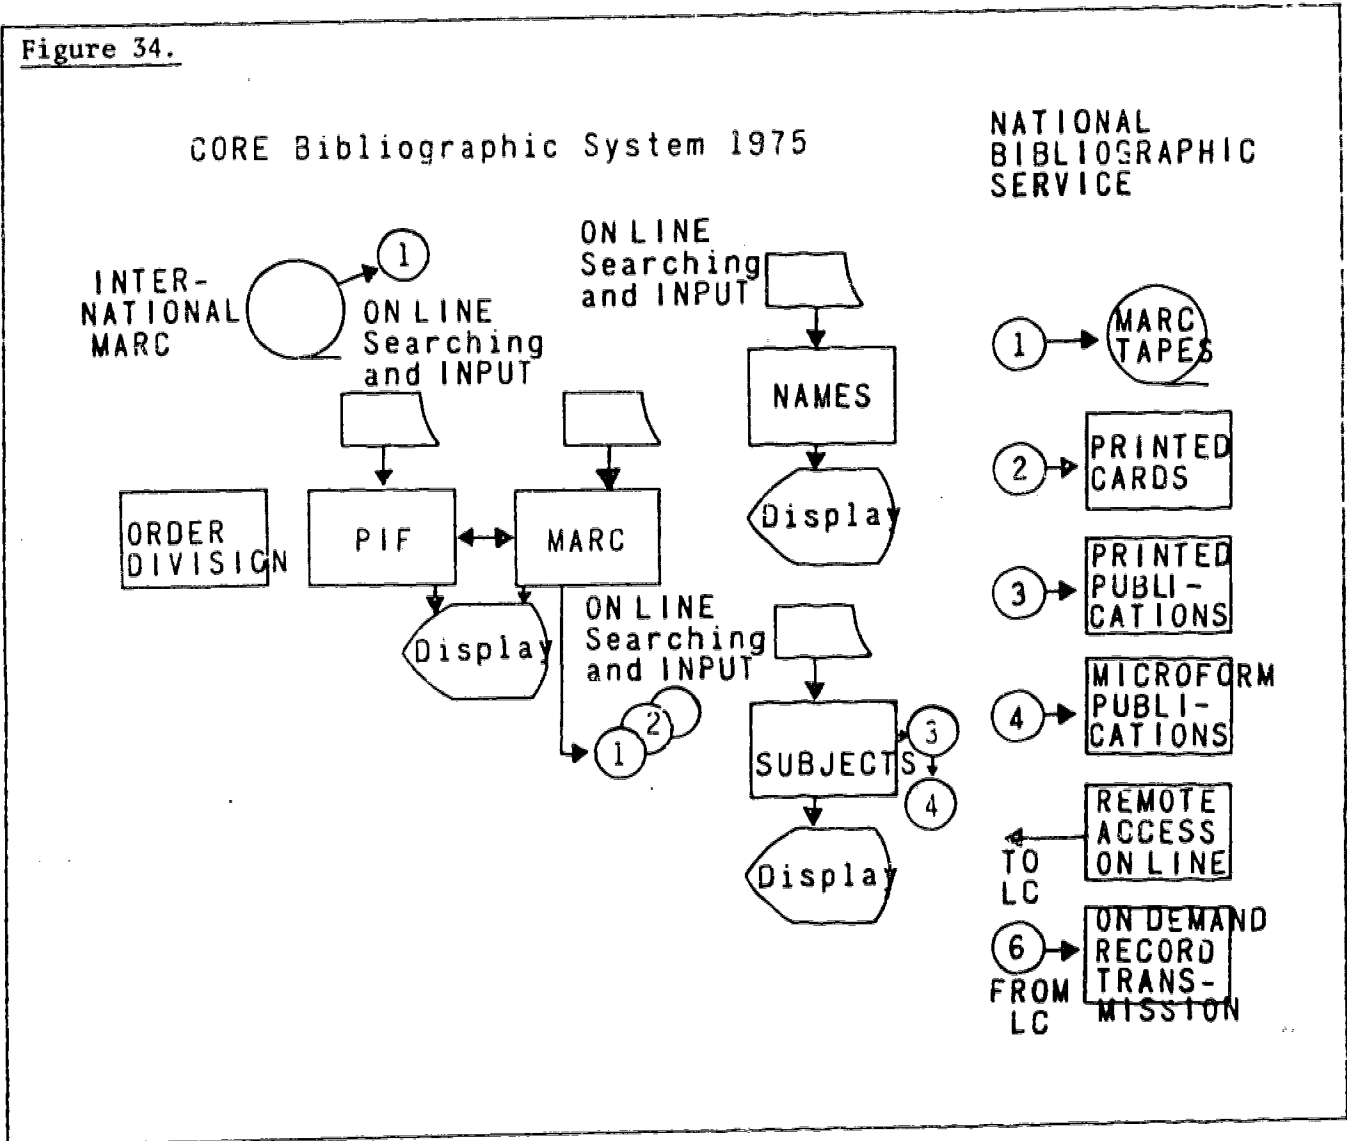 Figure 34.
CORE Bibliographic System 1975
NATIONAL
BIBLIOGRAPHIC
SERVICE
INTER-
NATIONAL
MARC
1
ON LINE
Searching
and INPUT
ON LINE
Searching
and INPUT
NAMES
Display
ORDER
DIVISION
PIF
MARC
Display
ON LINE
Searching
and INPUT
1
2
SUBJECTS
3
4
Display
1
MARC
TAPES
2
PRINTED
CARDS
3
PRINTED
PUBLI-
CATIONS
4
MICROFORM
PUBLI-
CATIONS
TO
LC
REMOTE
ACCESS
ON LINE
6
FROM
LC
ON DEMAND
RECORD
TRANS-
MISSION